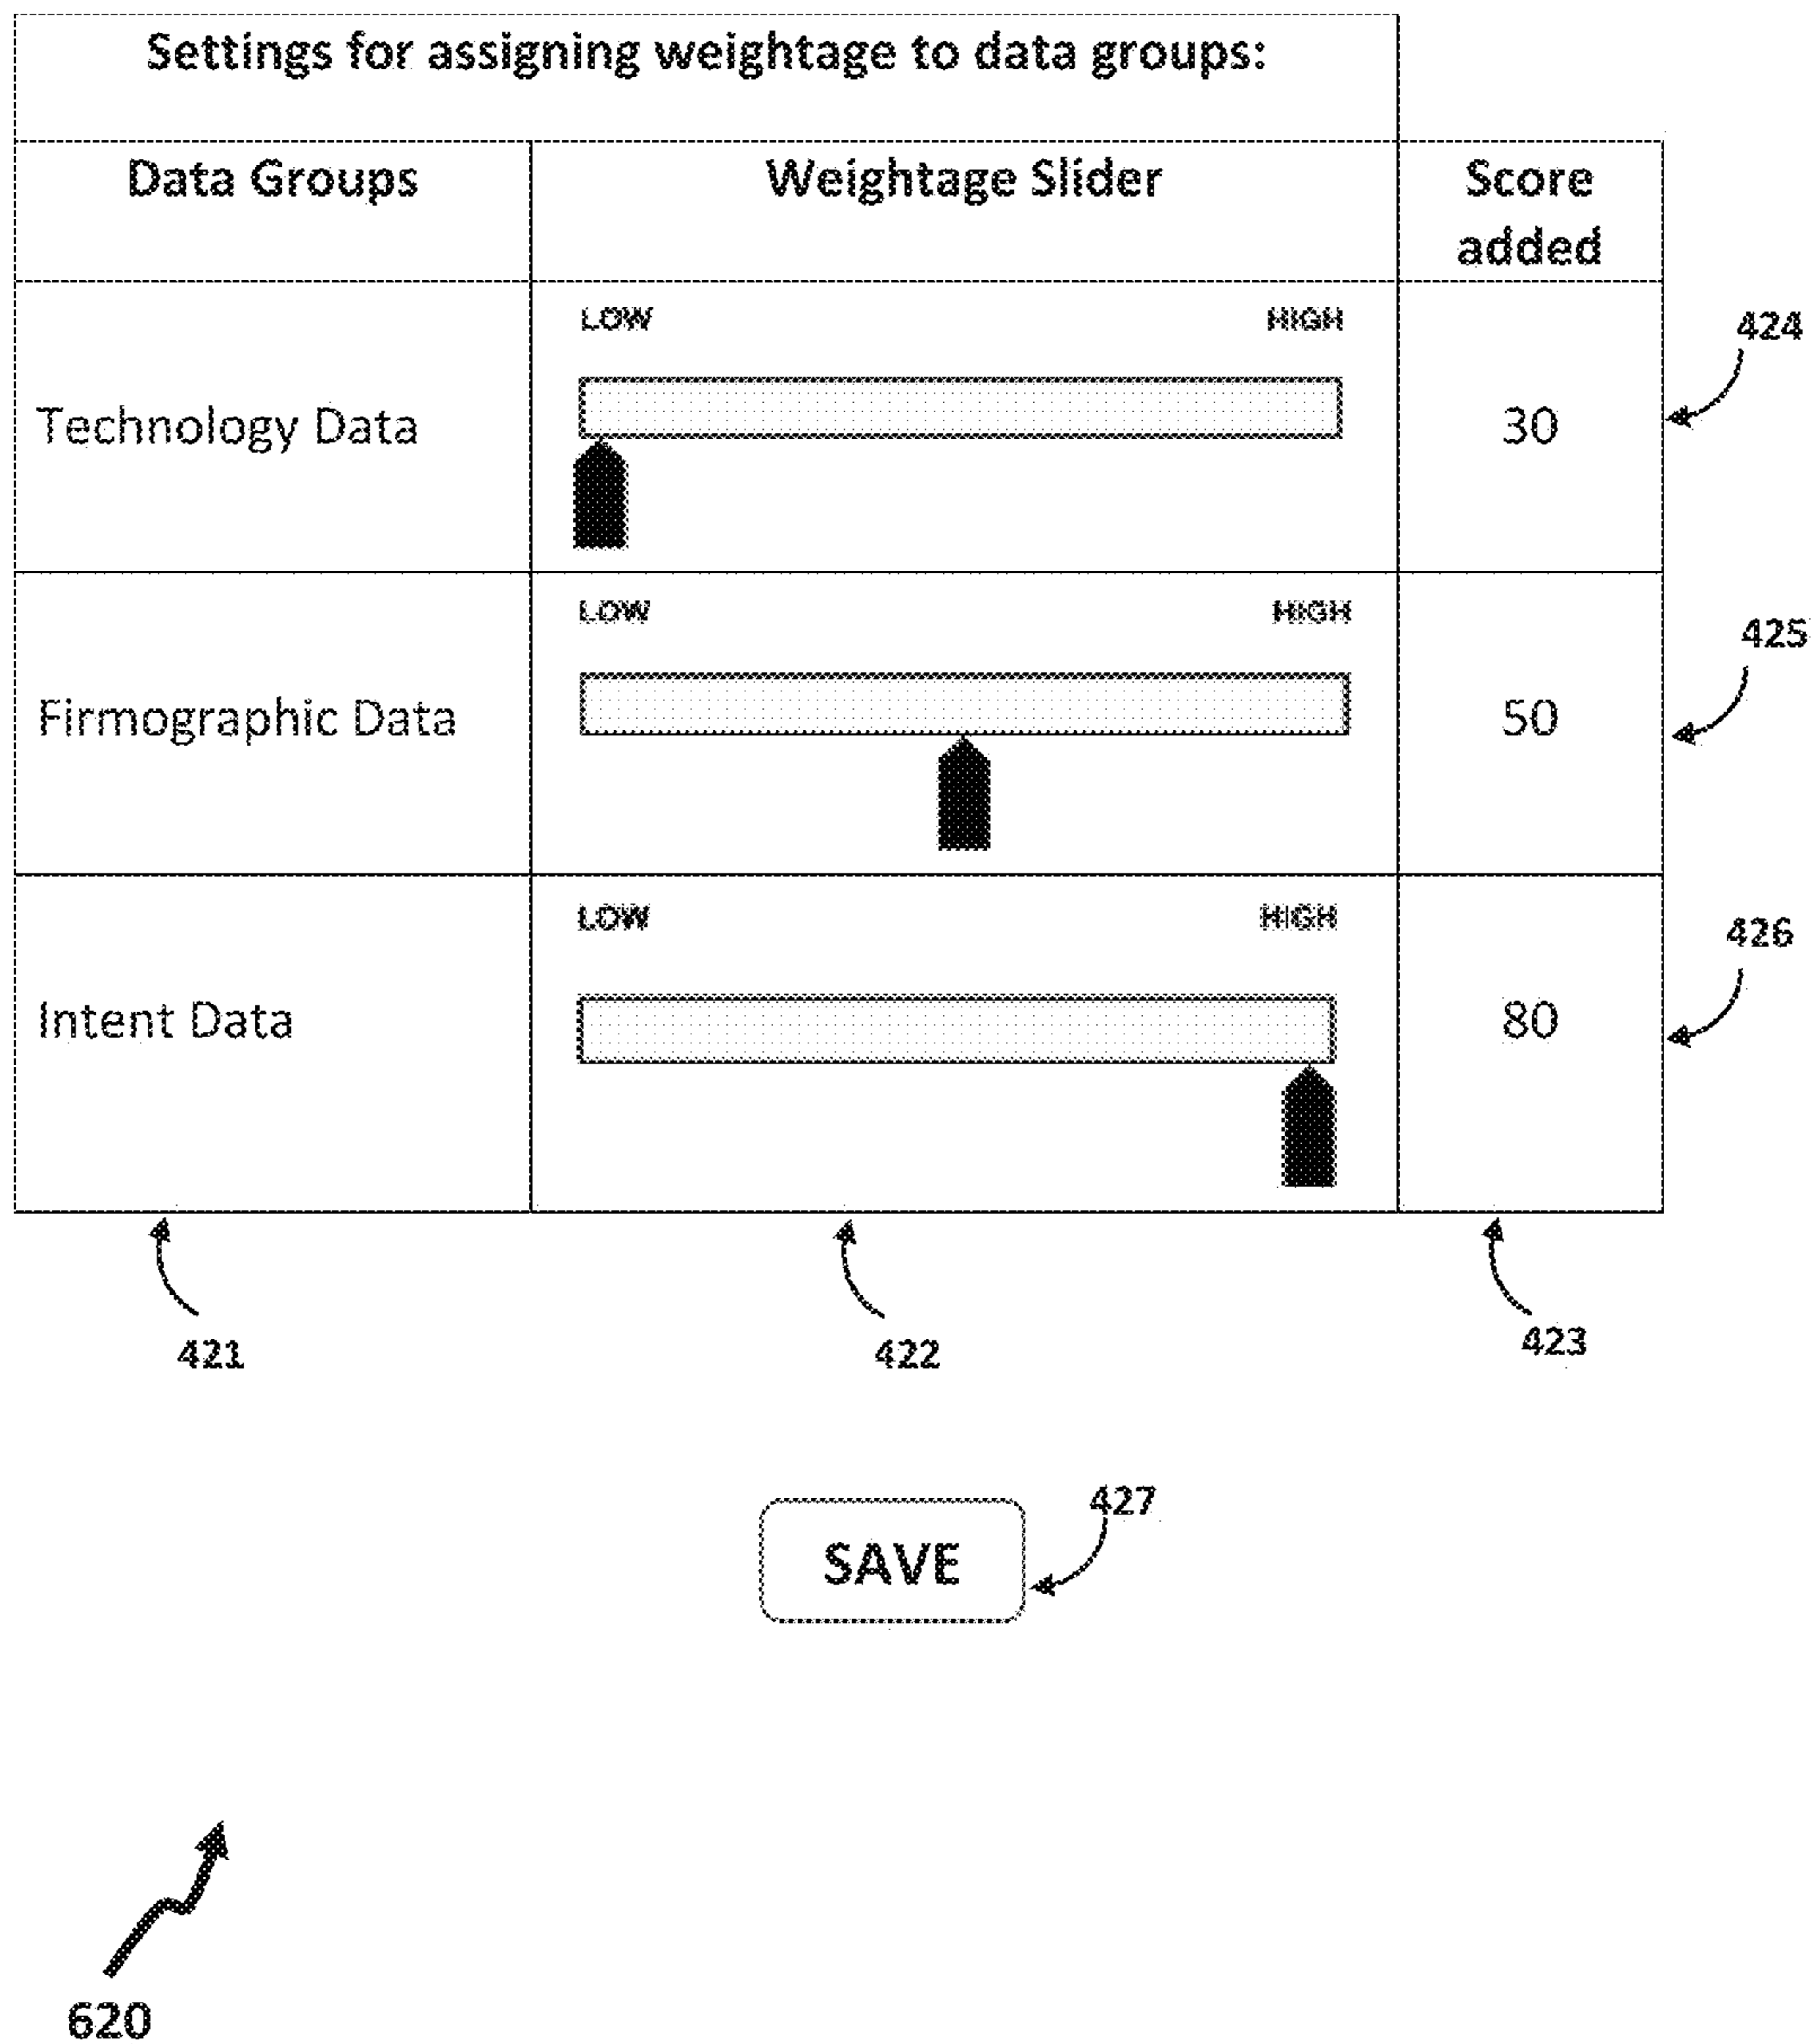 Settings for assigning weightage to data groups:
Data Groups
Weightage Slider
Score
added
LOW
HIGH
424
Technology Data
30
LOW
HIGH
425
Firmographic Data
50
LOW
HIGH
426
Intent Data
80
421
422
423
427
SAVE
620